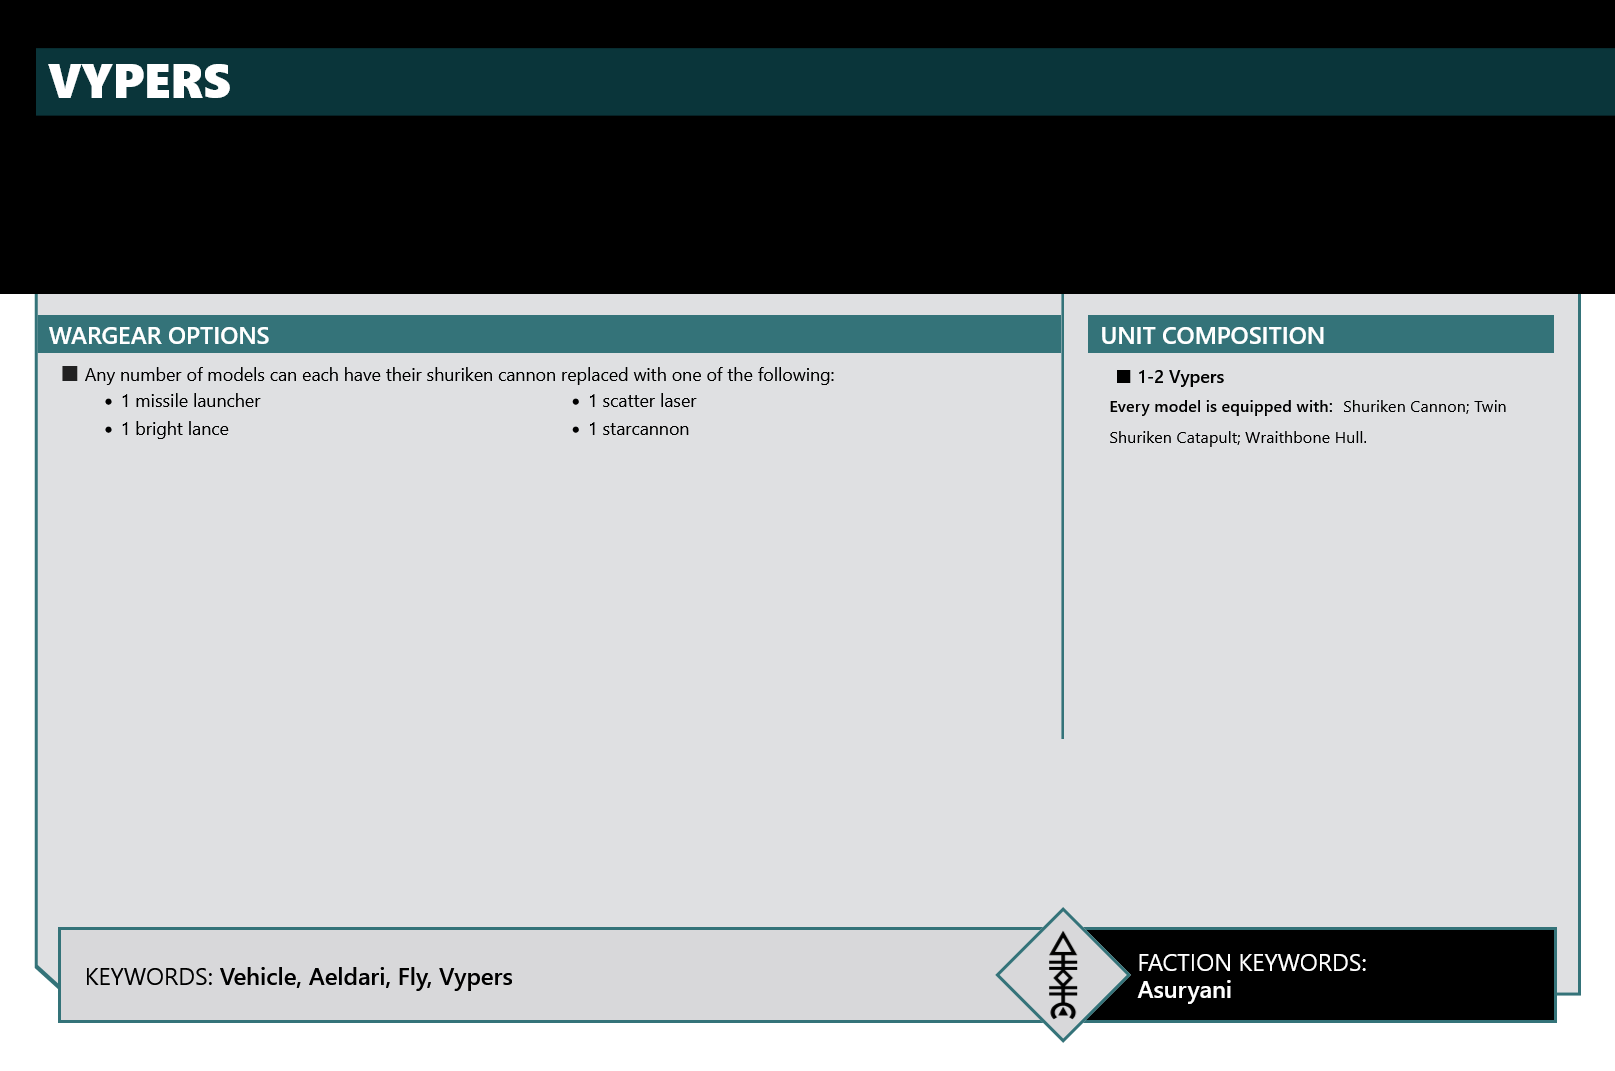 VYPERS
WARGEAR OPTIONS
■ Any number of models can each have their shuriken cannon replaced with one of the following:
• 1 missile launcher
• 1 bright lance
• 1 scatter laser
• 1 starcannon
UNIT COMPOSITION
■ 1-2 Vypers
Every model is equipped with: Shuriken Cannon; Twin
Shuriken Catapult; Wraithbone Hull.
KEYWORDS: Vehicle, Aeldari, Fly, Vypers
FACTION KEYWORDS:
Asuryani